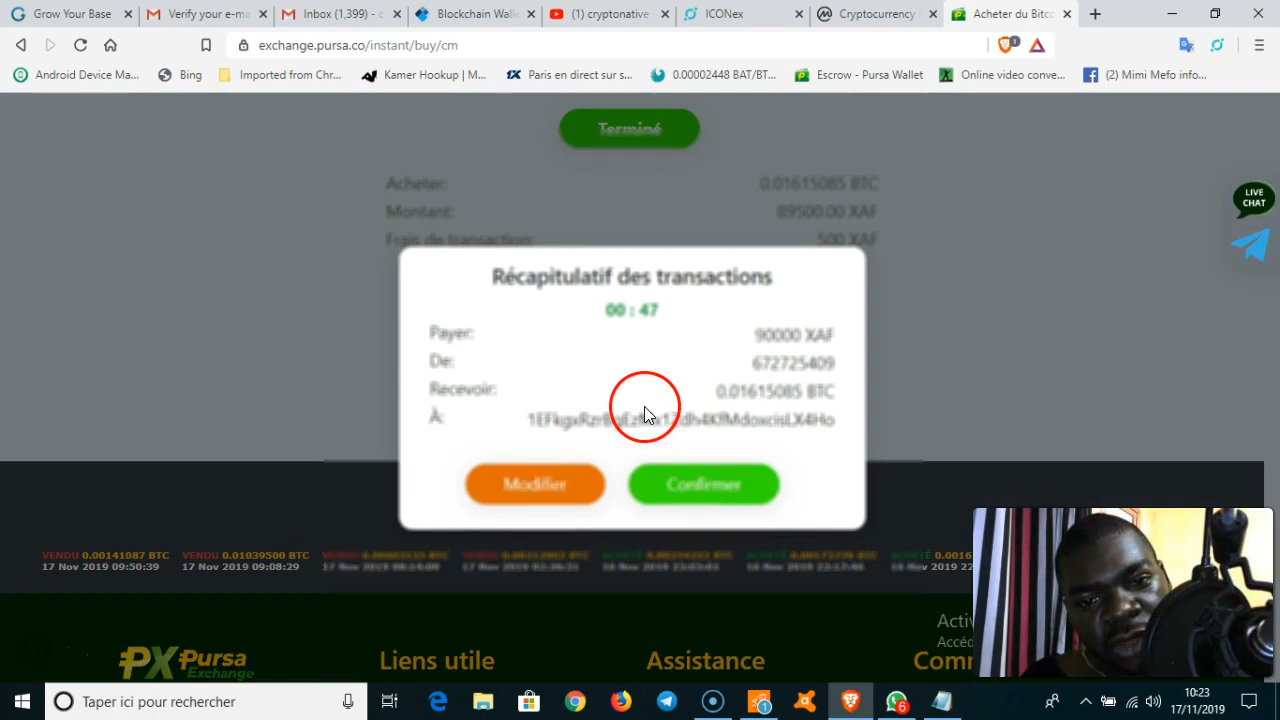 Grow Your Base
Verify your e-ma
Inbox (1,399) - c
Blockchain Walle
(1) cryptonative
ICONex
Cryptocurrency
Acheter du Bitco
exchange.pursa.co/instant/buy/cm
1
Android Device Ma...
Bing
Imported from Chr...
Kamer Hookup | M...
Paris en direct sur s...
0.00002448 BAT/BT...
Escrow - Pursa Wallet
Online video conve...
(2) Mimi Mefo info...
Terminé
Acheter: 0.01615085 BTC
Montant: 89500.00 XAF
Frais de transaction: 500 XAF
LIVE
CHAT
Récapitulatif des transactions
00 : 47
Payer: 90000 XAF
De: 672725409
Recevoir: 0.01615085 BTC
À:
Modifier
Confirmer
VENDU 0.00141087 BTC
17 Nov 2019 09:50:39
VENDU 0.01039500 BTC
17 Nov 2019 09:08:29
PX Pursa
Exchange
Liens utile
Assistance
Taper ici pour rechercher
1
6
10:23
17/11/2019